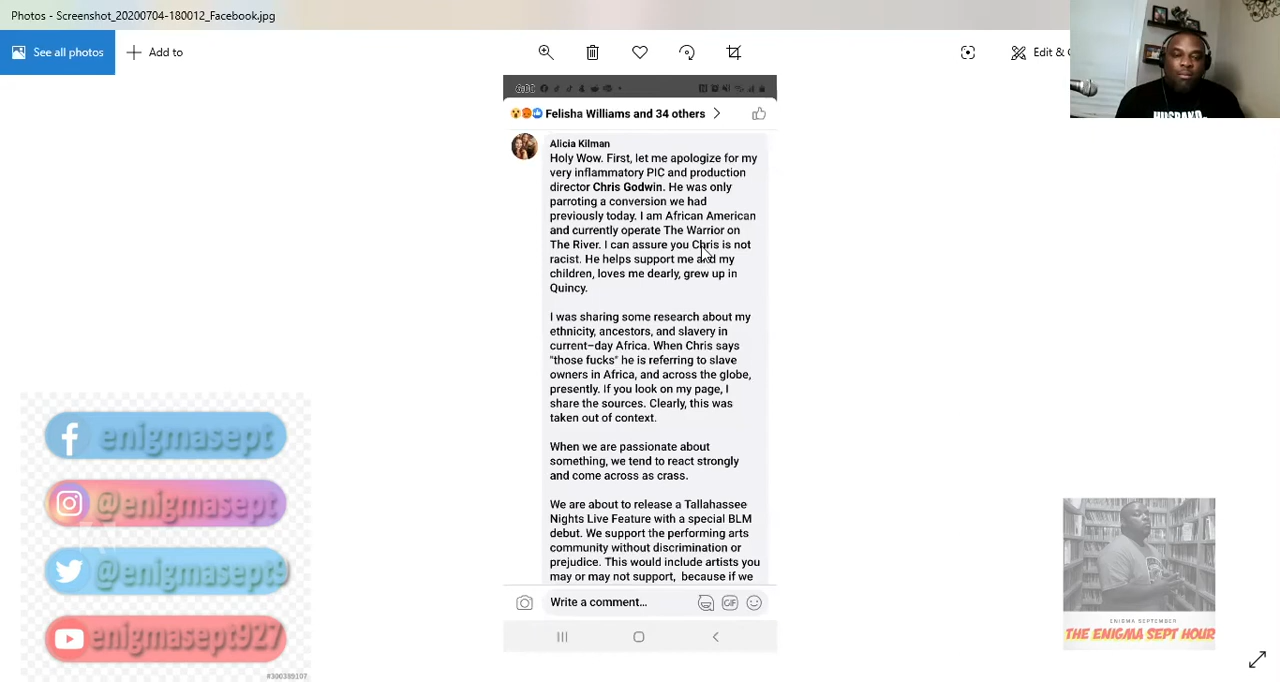 Photos - Screenshot_20200704-180012_Facebook.jpg
See all photos
Add to
Edit &
HUSBAND
6:00
Felisha Williams and 34 others
Alicia Kilman
Holy Wow. First, let me apologize for my
very inflammatory PIC and production
director Chris Godwin. He was only
parroting a conversion we had
previously today. I am African American
and currently operate The Warrior on
The River. I can assure you Chris is not
racist. He helps support me and my
children, loves me dearly, grew up in
Quincy.
I was sharing some research about my
ethnicity, ancestors, and slavery in
current-day Africa. When Chris says
"those fucks" he is referring to slave
owners in Africa, and across the globe,
presently. If you look on my page, I
share the sources. Clearly, this was
taken out of context.
When we are passionate about
something, we tend to react strongly
and come across as crass.
We are about to release a Tallahassee
Nights Live Feature with a special BLM
debut. We support the performing arts
community without discrimination or
prejudice. This would include artists you
may or may not support, because if we
Write a comment...
GIF
enigmasept
@enigmasept
@enigmasept9
enigmasept927
#300389107
ENIGMA SEPTEMBER
THE ENIGMA SEPT HOUR